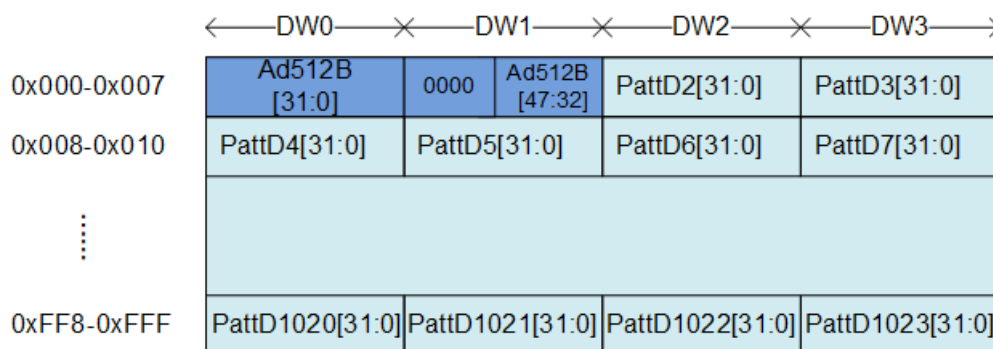 DW0 DW1 DW2 DW3
0x000-0x007 Ad512B [31:0] 0000 Ad512B [47:32] PattD2[31:0] PattD3[31:0]
0x008-0x010 PattD4[31:0] PattD5[31:0] PattD6[31:0] PattD7[31:0]
0xFF8-0xFFF PattD1020[31:0] PattD1021[31:0] PattD1022[31:0] PattD1023[31:0]